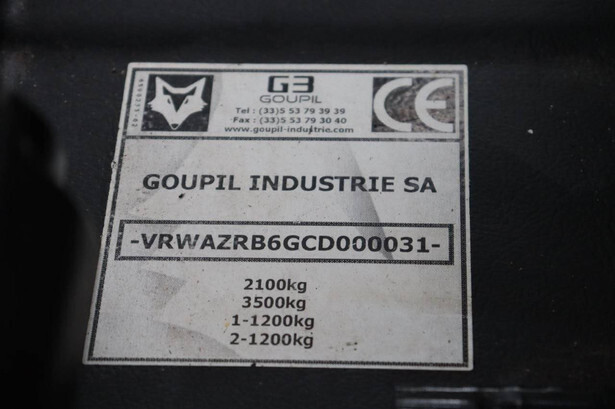 G3
GOUPIL
Tel : (33)5 53 79 39 39
Fax : (33)5 53 79 30 40
www.goupil-industrie.com
CE
GOUPIL INDUSTRIE SA
-VRWAZRB6GCD000031-
2100kg
3500kg
1-1200kg
2-1200kg